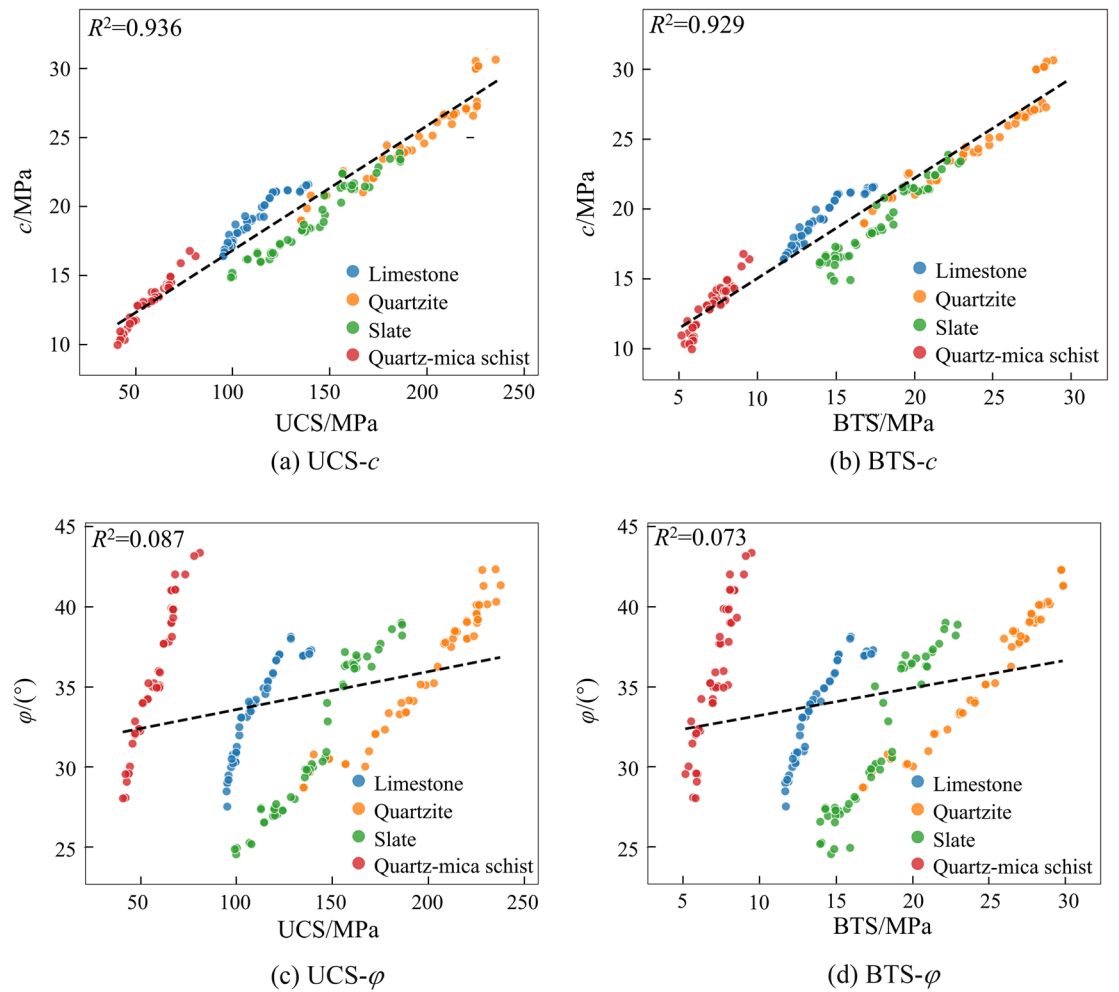 R²=0.936
c/MPa
30
25
20
15
10
Limestone
Quartzite
Slate
Quartz-mica schist
50
100
150
200
250
UCS/MPa
(a) UCS-c
R²=0.929
c/MPa
30
25
20
15
10
Limestone
Quartzite
Slate
Quartz-mica schist
5
10
15
20
25
30
BTS/MPa
(b) BTS-c
R²=0.087
φ/(°)
45
40
35
30
25
Limestone
Quartzite
Slate
Quartz-mica schist
50
100
150
200
250
UCS/MPa
(c) UCS-φ
R²=0.073
φ/(°)
45
40
35
30
25
Limestone
Quartzite
Slate
Quartz-mica schist
5
10
15
20
25
30
BTS/MPa
(d) BTS-φ